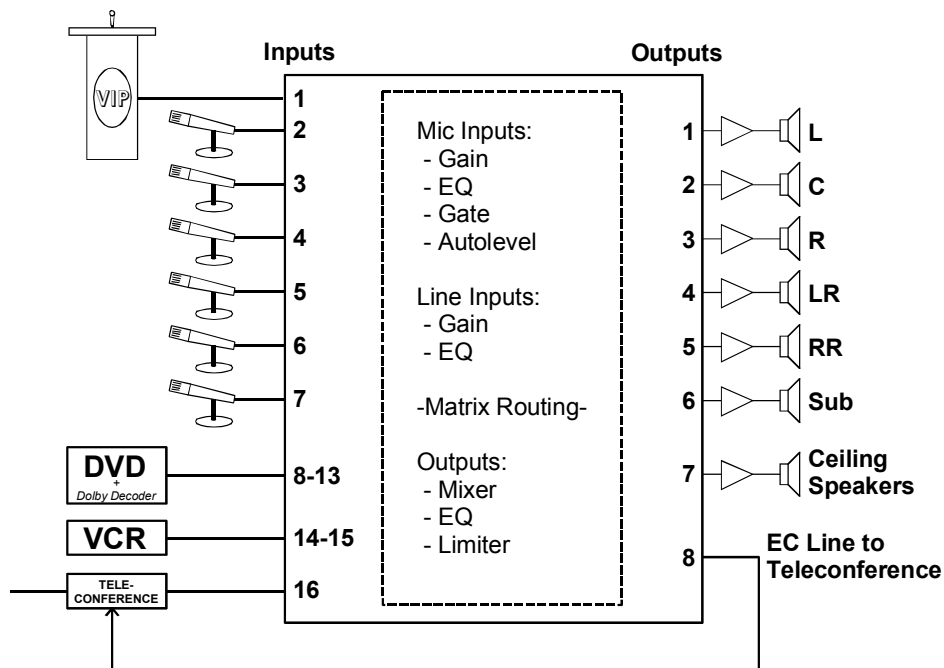 Inputs
Outputs
VIP
1
2
3
4
5
6
7
DVD
+
Dolby Decoder
8-13
VCR
14-15
TELE-
CONFERENCE
16
Mic Inputs:
- Gain
- EQ
- Gate
- Autolevel
Line Inputs:
- Gain
- EQ
-Matrix Routing-
Outputs:
- Mixer
- EQ
- Limiter
1 L
2 C
3 R
4 LR
5 RR
6 Sub
7 Ceiling
Speakers
8 EC Line to
Teleconference